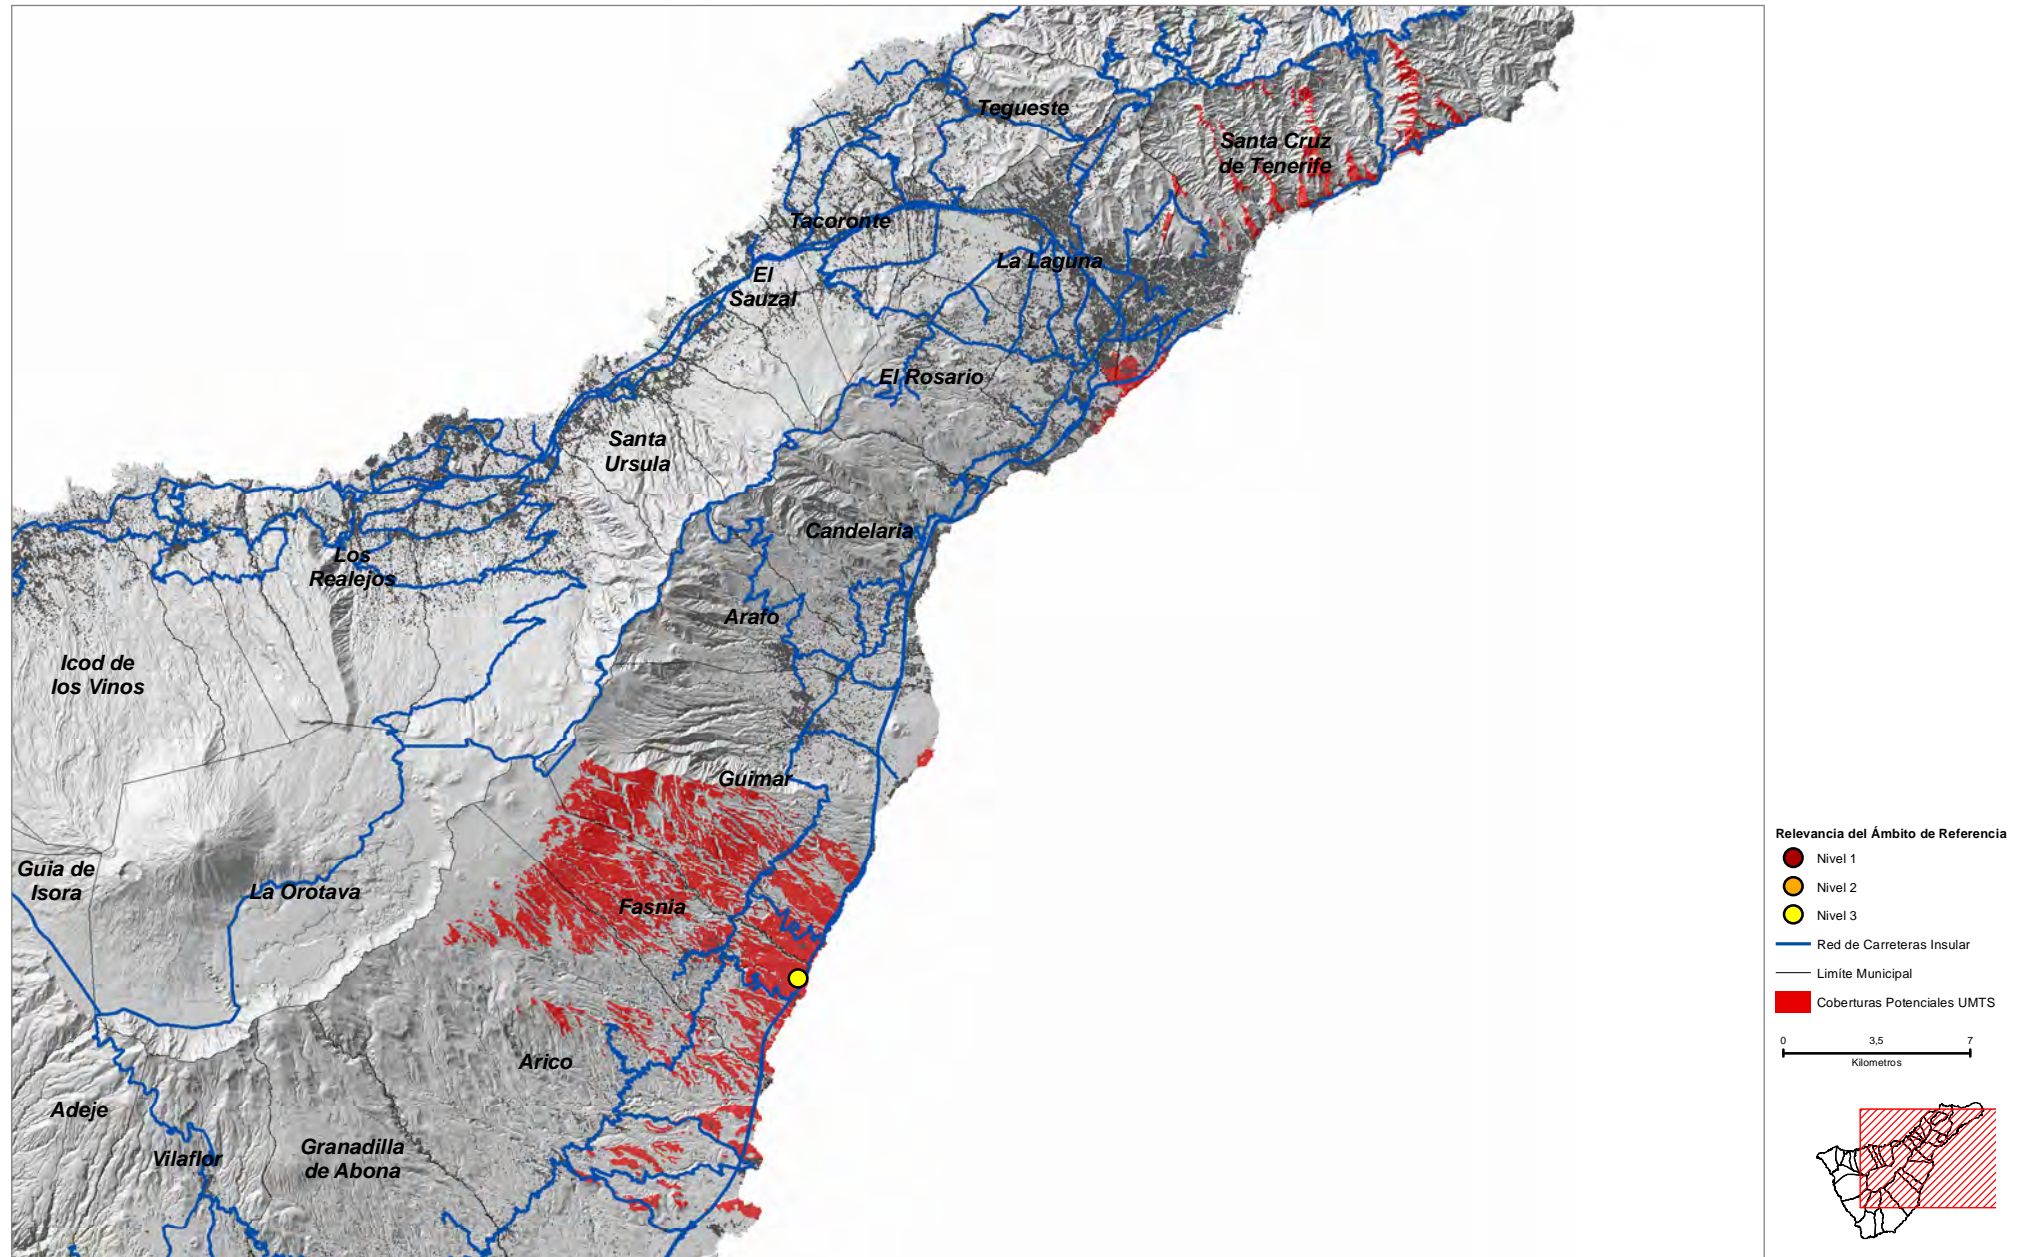 Tegueste
Santa Cruz
de Tenerife
Tacoronte
La Laguna
El
Sauzal
El Rosario
Santa
Ursula
Candelaria
Los
Realejos
Arafo
Icod de
los Vinos
Guimar
Guia de
Isora
La Orotava
Fasnia
Arico
Adeje
Vilaflor
Granadilla
de Abona
Relevancia del Ámbito de Referencia
Nivel 1
Nivel 2
Nivel 3
Red de Carreteras Insular
Limíte Municipal
Coberturas Potenciales UMTS
0 3,5 7
Kilometros